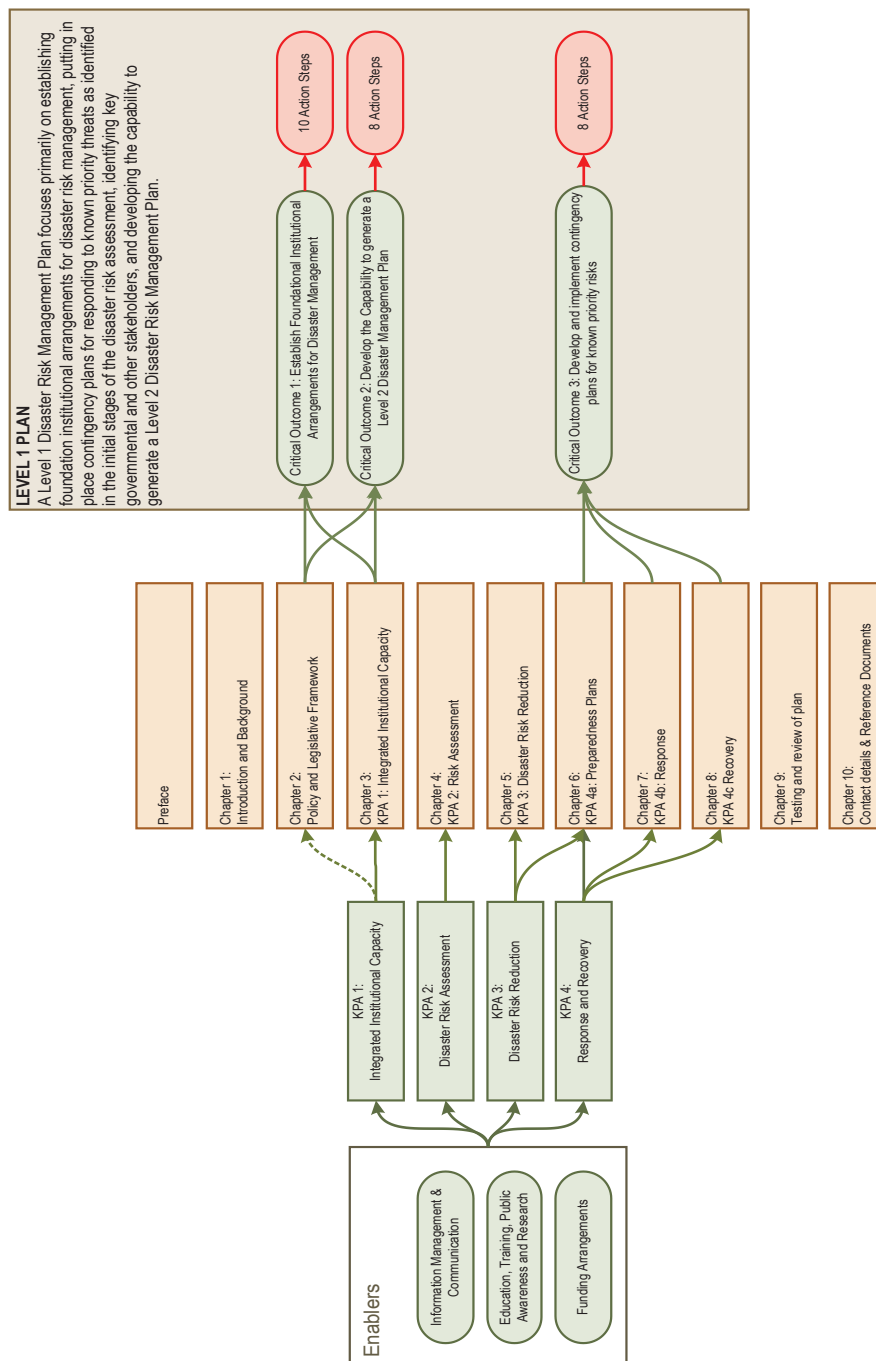 Enablers
Information Management &
Communication
Education, Training, Public
Awareness and Research
Funding Arrangements
KPA 1:
Integrated Institutional Capacity
KPA 2:
Disaster Risk Assessment
KPA 3:
Disaster Risk Reduction
KPA 4:
Response and Recovery
Preface
Chapter 1:
Introduction and Background
Chapter 2:
Policy and Legislative Framework
Chapter 3:
KPA 1: Integrated Institutional Capacity
Chapter 4:
KPA 2: Risk Assessment
Chapter 5:
KPA 3: Disaster Risk Reduction
Chapter 6:
KPA 4a: Preparedness Plans
Chapter 7:
KPA 4b: Response
Chapter 8:
KPA 4c Recovery
Chapter 9:
Testing and review of plan
Chapter 10:
Contact details & Reference Documents
LEVEL 1 PLAN
A Level 1 Disaster Risk Management Plan focuses primarily on establishing
foundation institutional arrangements for disaster risk management, putting in
place contingency plans for responding to known priority threats as identified
in the initial stages of the disaster risk assessment, identifying key
governmental and other stakeholders, and developing the capability to
generate a Level 2 Disaster Risk Management Plan.
Critical Outcome 1: Establish Foundational Institutional
Arrangements for Disaster Management
10 Action Steps
Critical Outcome 2: Develop the Capability to generate a
Level 2 Disaster Management Plan
8 Action Steps
Critical Outcome 3: Develop and implement contingency
plans for known priority risks
8 Action Steps